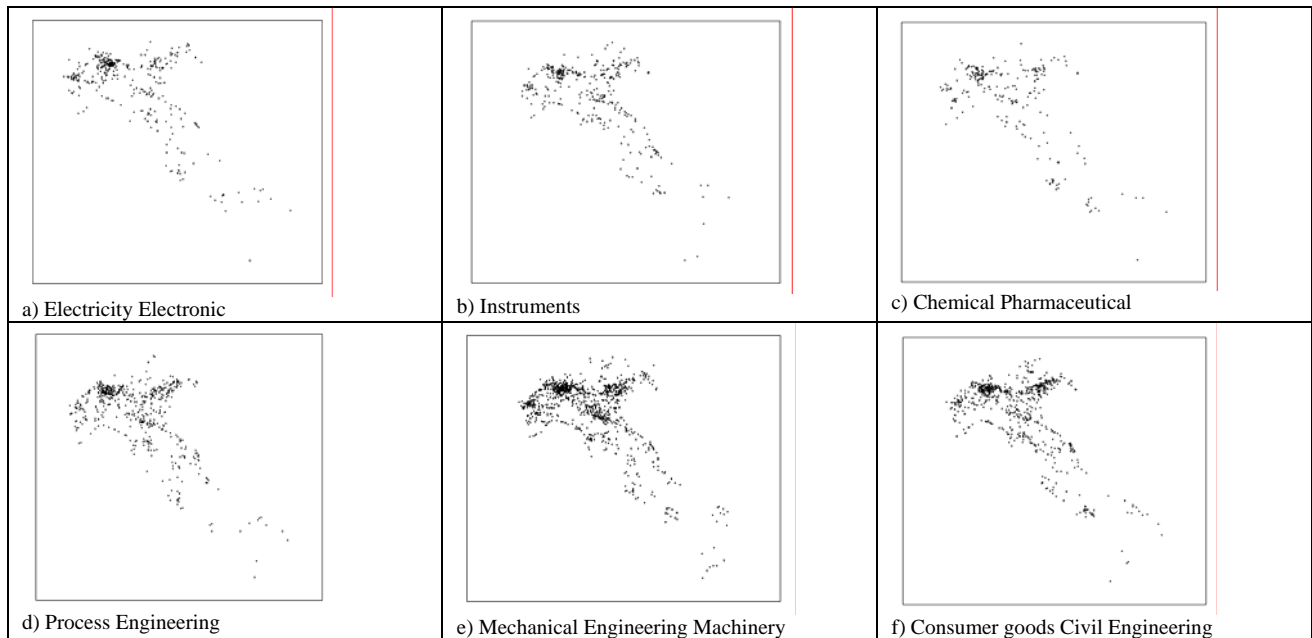 a) Electricity Electronic
b) Instruments
c) Chemical Pharmaceutical
d) Process Engineering
e) Mechanical Engineering Machinery
f) Consumer goods Civil Engineering